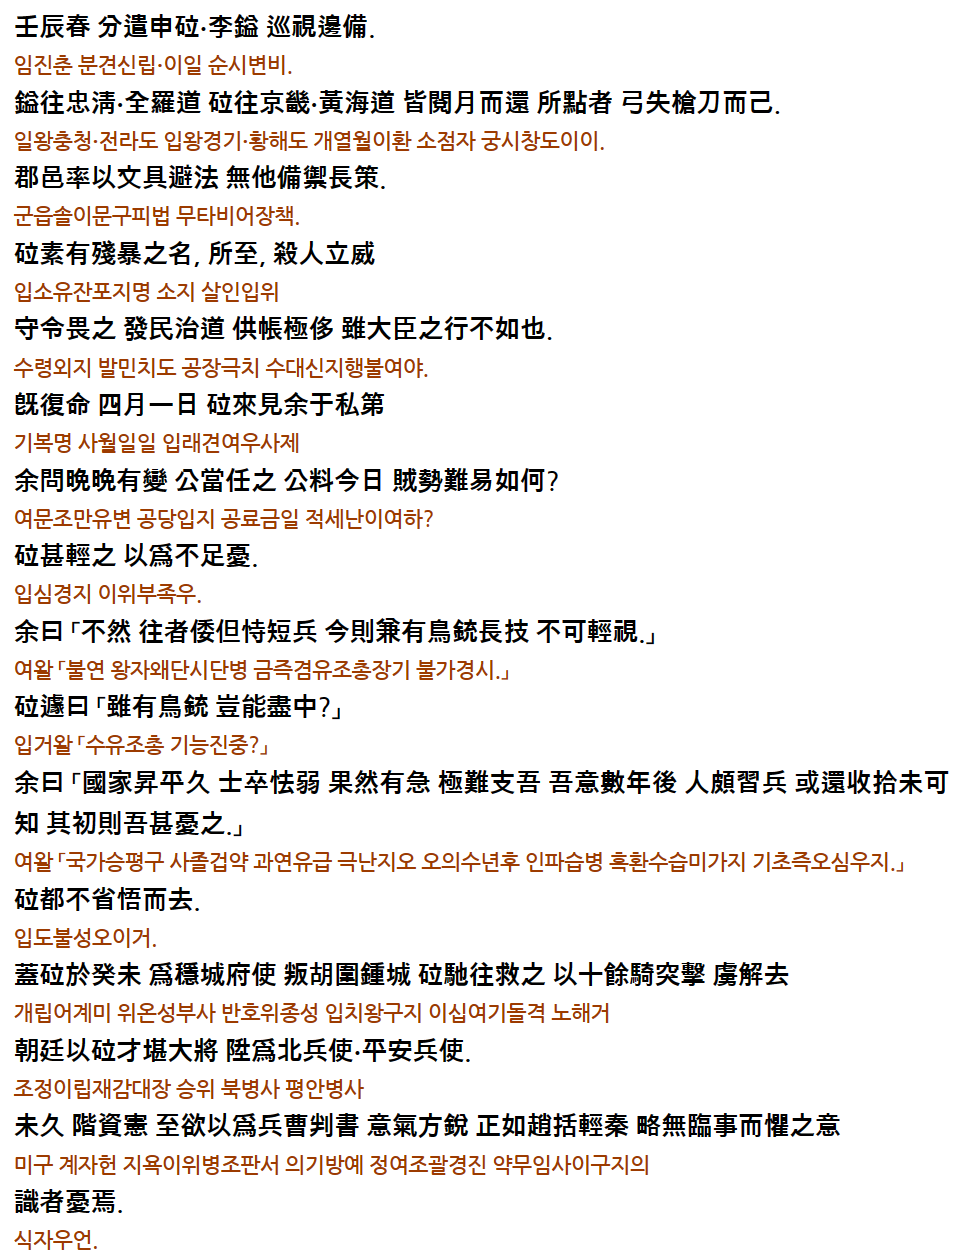 壬辰春 分遣申砬·李鎰 巡視邊備.
임진춘 분견신립·이일 순시변비.
鎰往忠淸·全羅道 砬往京畿·黃海道 皆閱月而還 所點者 弓失槍刀而己.
일왕충청·전라도 입왕경기·황해도 개열월이환 소점자 궁시창도이이.
郡邑率以文具避法 無他備禦長策.
군읍솔이문구피법 무타비어장책.
砬素有殘暴之名, 所至, 殺人立威
입소유잔포지명 소지 살인입위
守令畏之 發民治道 供帳極侈 雖大臣之行不如也.
수령외지 발민치도 공장극치 수대신지행불여야.
旣復命 四月一日 砬來見余于私第
기복명 사월일일 입래견여우사제
余問晩晩有變 公當任之 公料今日 賊勢難易如何?
여문조만유변 공당입지 공료금일 적세난이여하?
砬甚輕之 以爲不足憂.
입심경지 이위부족우.
余曰「不然 往者倭但恃短兵 今則兼有鳥銃長技 不可輕視.」
여왈「불연 왕자왜단시단병 금즉겸유조총장기 불가경시.」
砬遽曰「雖有鳥銃 豈能盡中?」
입거왈「수유조총 기능진중?」
余曰「國家昇平久 士卒怯弱 果然有急 極難支吾 吾意數年後 人頗習兵 或還收拾未可
知 其初則吾甚憂之.」
여왈「국가승평구 사졸겁약 과연유급 극난지오 오의수년후 인파습병 혹환수습미가지 기초즉오심우지.」
砬都不省悟而去.
입도불성오이거.
蓋砬於癸未 爲穩城府使 叛胡圍鍾城 砬馳往救之 以十餘騎突擊 虜解去
개립어계미 위온성부사 반호위종성 입치왕구지 이십여기돌격 노해거
朝廷以砬才堪大將 陞爲北兵使·平安兵使.
조정이립재감대장 승위 북병사 평안병사
未久 階資憲 至欲以爲兵曹判書 意氣方銳 正如趙括輕秦 略無臨事而懼之意
미구 계자헌 지욕이위병조판서 의기방예 정여조괄경진 약무임사이구지의
識者憂焉.
식자우언.